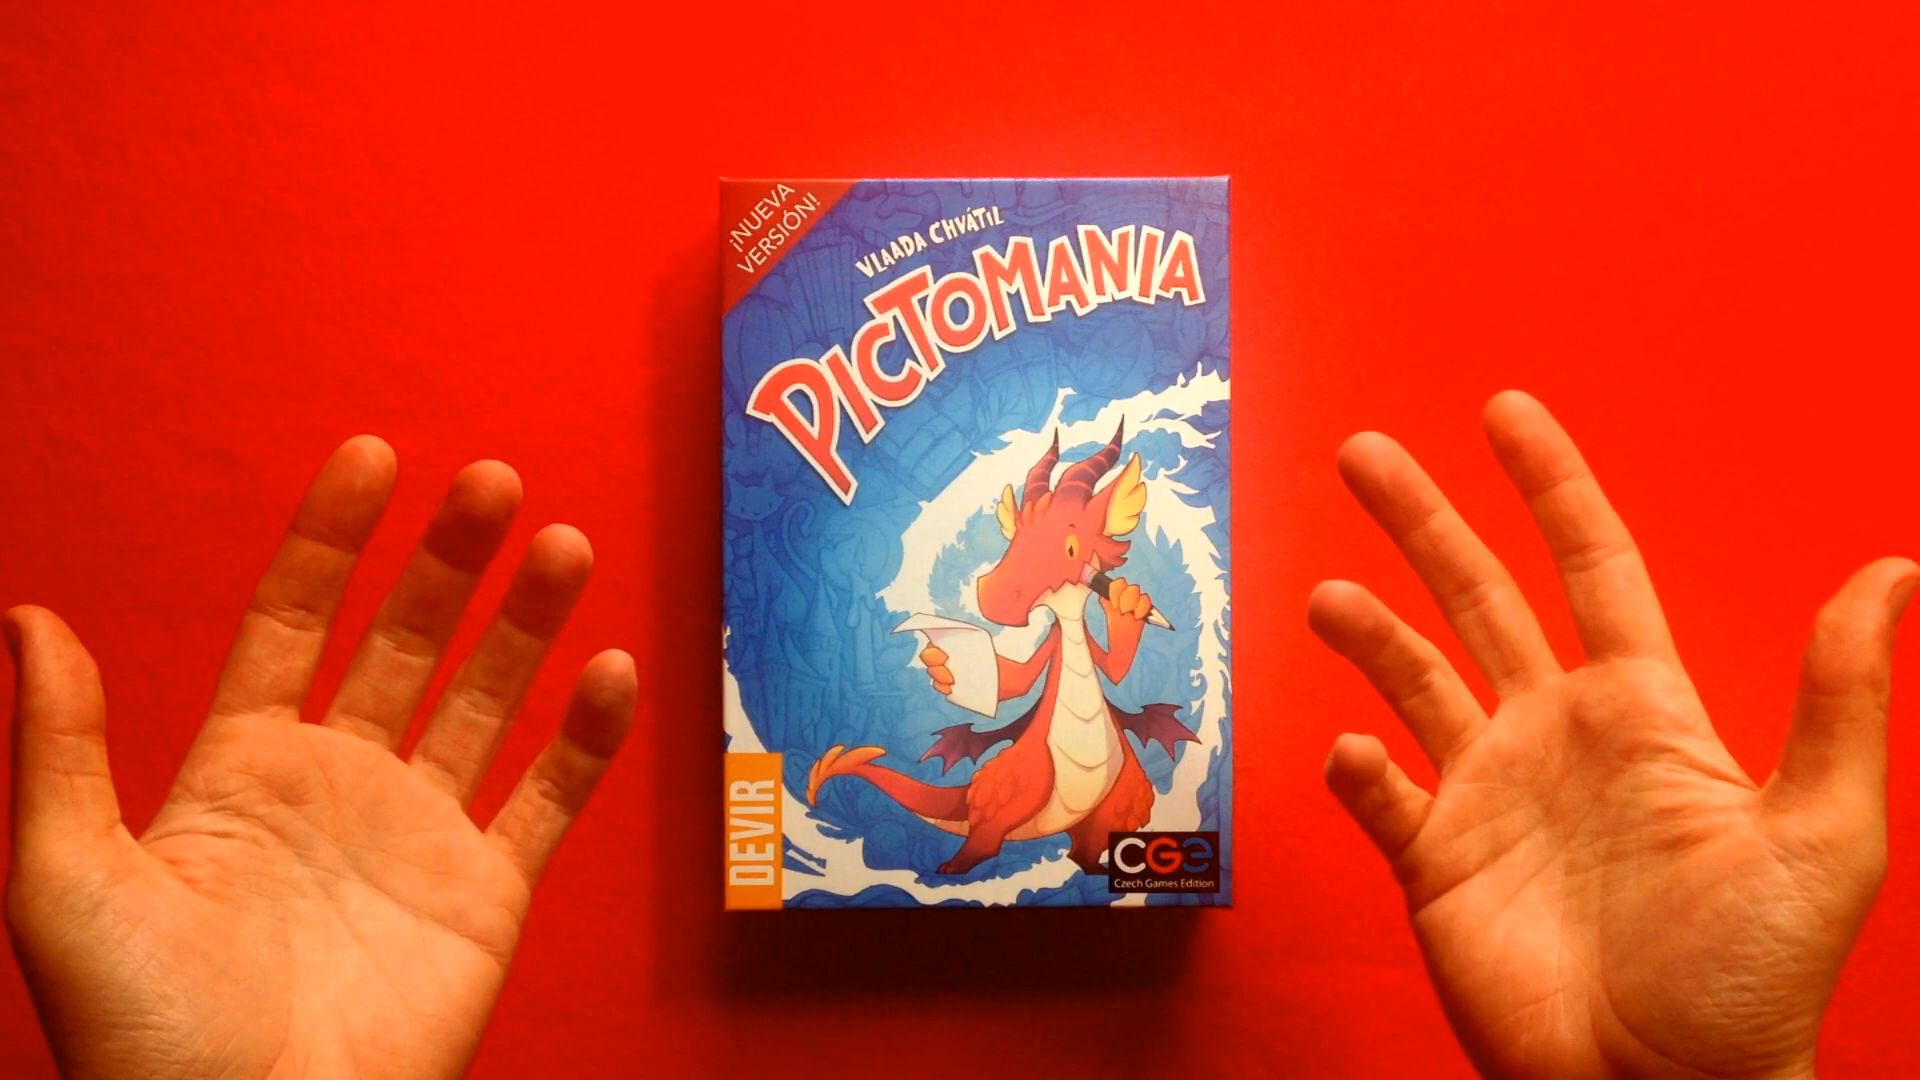 ¡NUEVA
VERSIÓN!
VLAADA CHVÁTIL
PICTOMANIA
DEVIR
CGE
Czech Games Edition